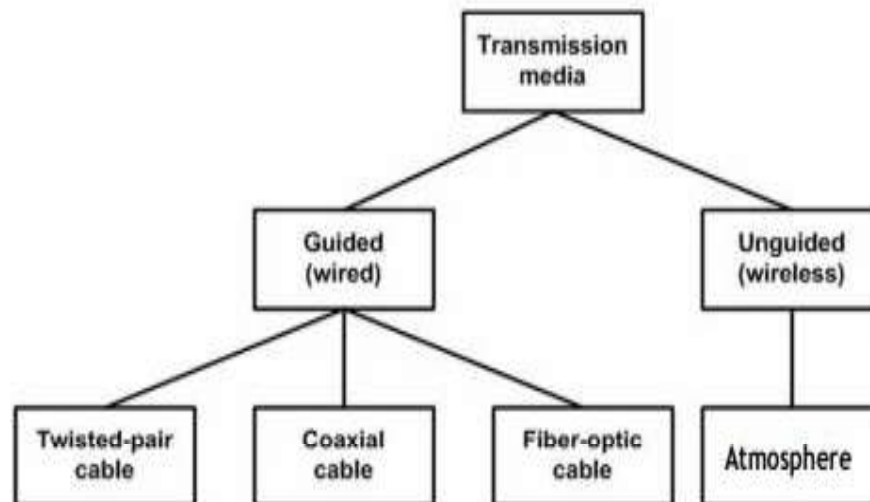 Transmission
media
Guided
(wired)
Unguided
(wireless)
Twisted-pair
cable
Coaxial
cable
Fiber-optic
cable
Atmosphere